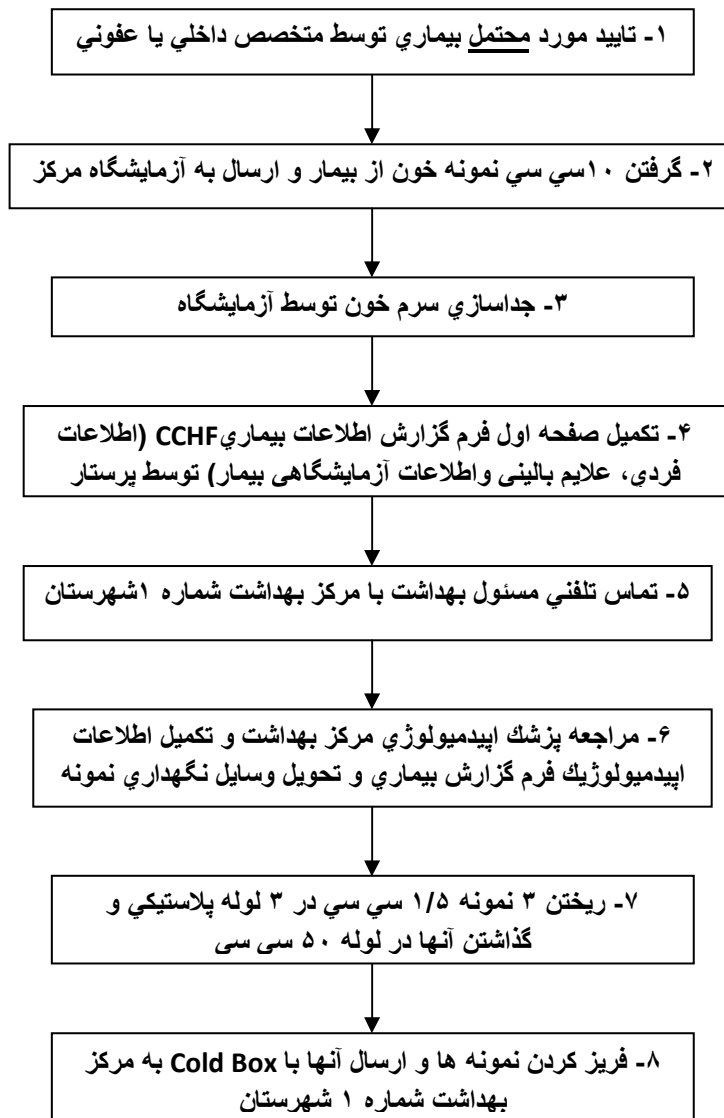 ۱- تاييد مورد محتمل بيماري توسط متخصص داخلي يا عفوني
۲- گرفتن ۱۰سي سي نمونه خون از بيمار و ارسال به آزمايشگاه مركز
۳- جداسازي سرم خون توسط آزمايشگاه
۴- تكميل صفحه اول فرم گزارش اطلاعات بيماريCCHF (اطلاعات
فردي، علايم باليني واطلاعات آزمايشگاهي بيمار) توسط پرستار
۵- تماس تلفني مسئول بهداشت با مركز بهداشت شماره ۱شهرستان
۶- مراجعه پزشك اپيدميولوژي مركز بهداشت و تكميل اطلاعات
اپيدميولوژيك فرم گزارش بيماري و تحويل وسايل نگهداري نمونه
۷- ريختن ۳ نمونه ۱/۵ سي سي در ۳ لوله پلاستيكي و
گذاشتن آنها در لوله ۵۰ سي سي
۸- فريز كردن نمونه ها و ارسال آنها با Cold Box به مركز
بهداشت شماره ۱ شهرستان